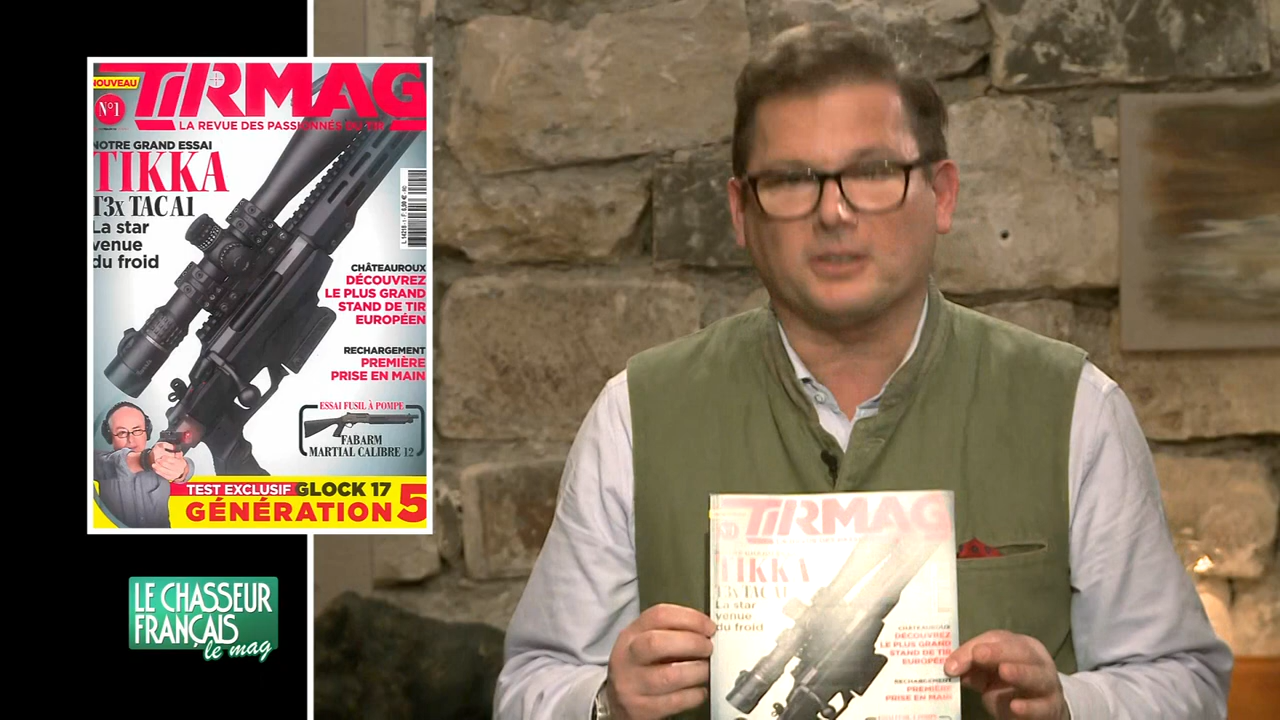 NOUVEAU
TIRMAG
N°1
LA REVUE DES PASSIONNÉS DU TIR
NOTRE GRAND ESSAI
TIKKA
T3x TAC A1
La star
venue
du froid
CHÂTEAUROUX
DÉCOUVREZ
LE PLUS GRAND
STAND DE TIR
EUROPÉEN
RECHARGEMENT
PREMIÈRE
PRISE EN MAIN
ESSAI FUSIL À POMPE
FABARM
MARTIAL CALIBRE 12
TEST EXCLUSIF GLOCK 17
GÉNÉRATION 5
LE CHASSEUR
FRANÇAIS
le mag
TIRMAG
TIKKA
T3x TAC A1
La star
venue
du froid
CHÂTEAUROUX
DÉCOUVREZ
LE PLUS GRAND
STAND DE TIR
EUROPÉEN
RECHARGEMENT
PREMIÈRE
PRISE EN MAIN